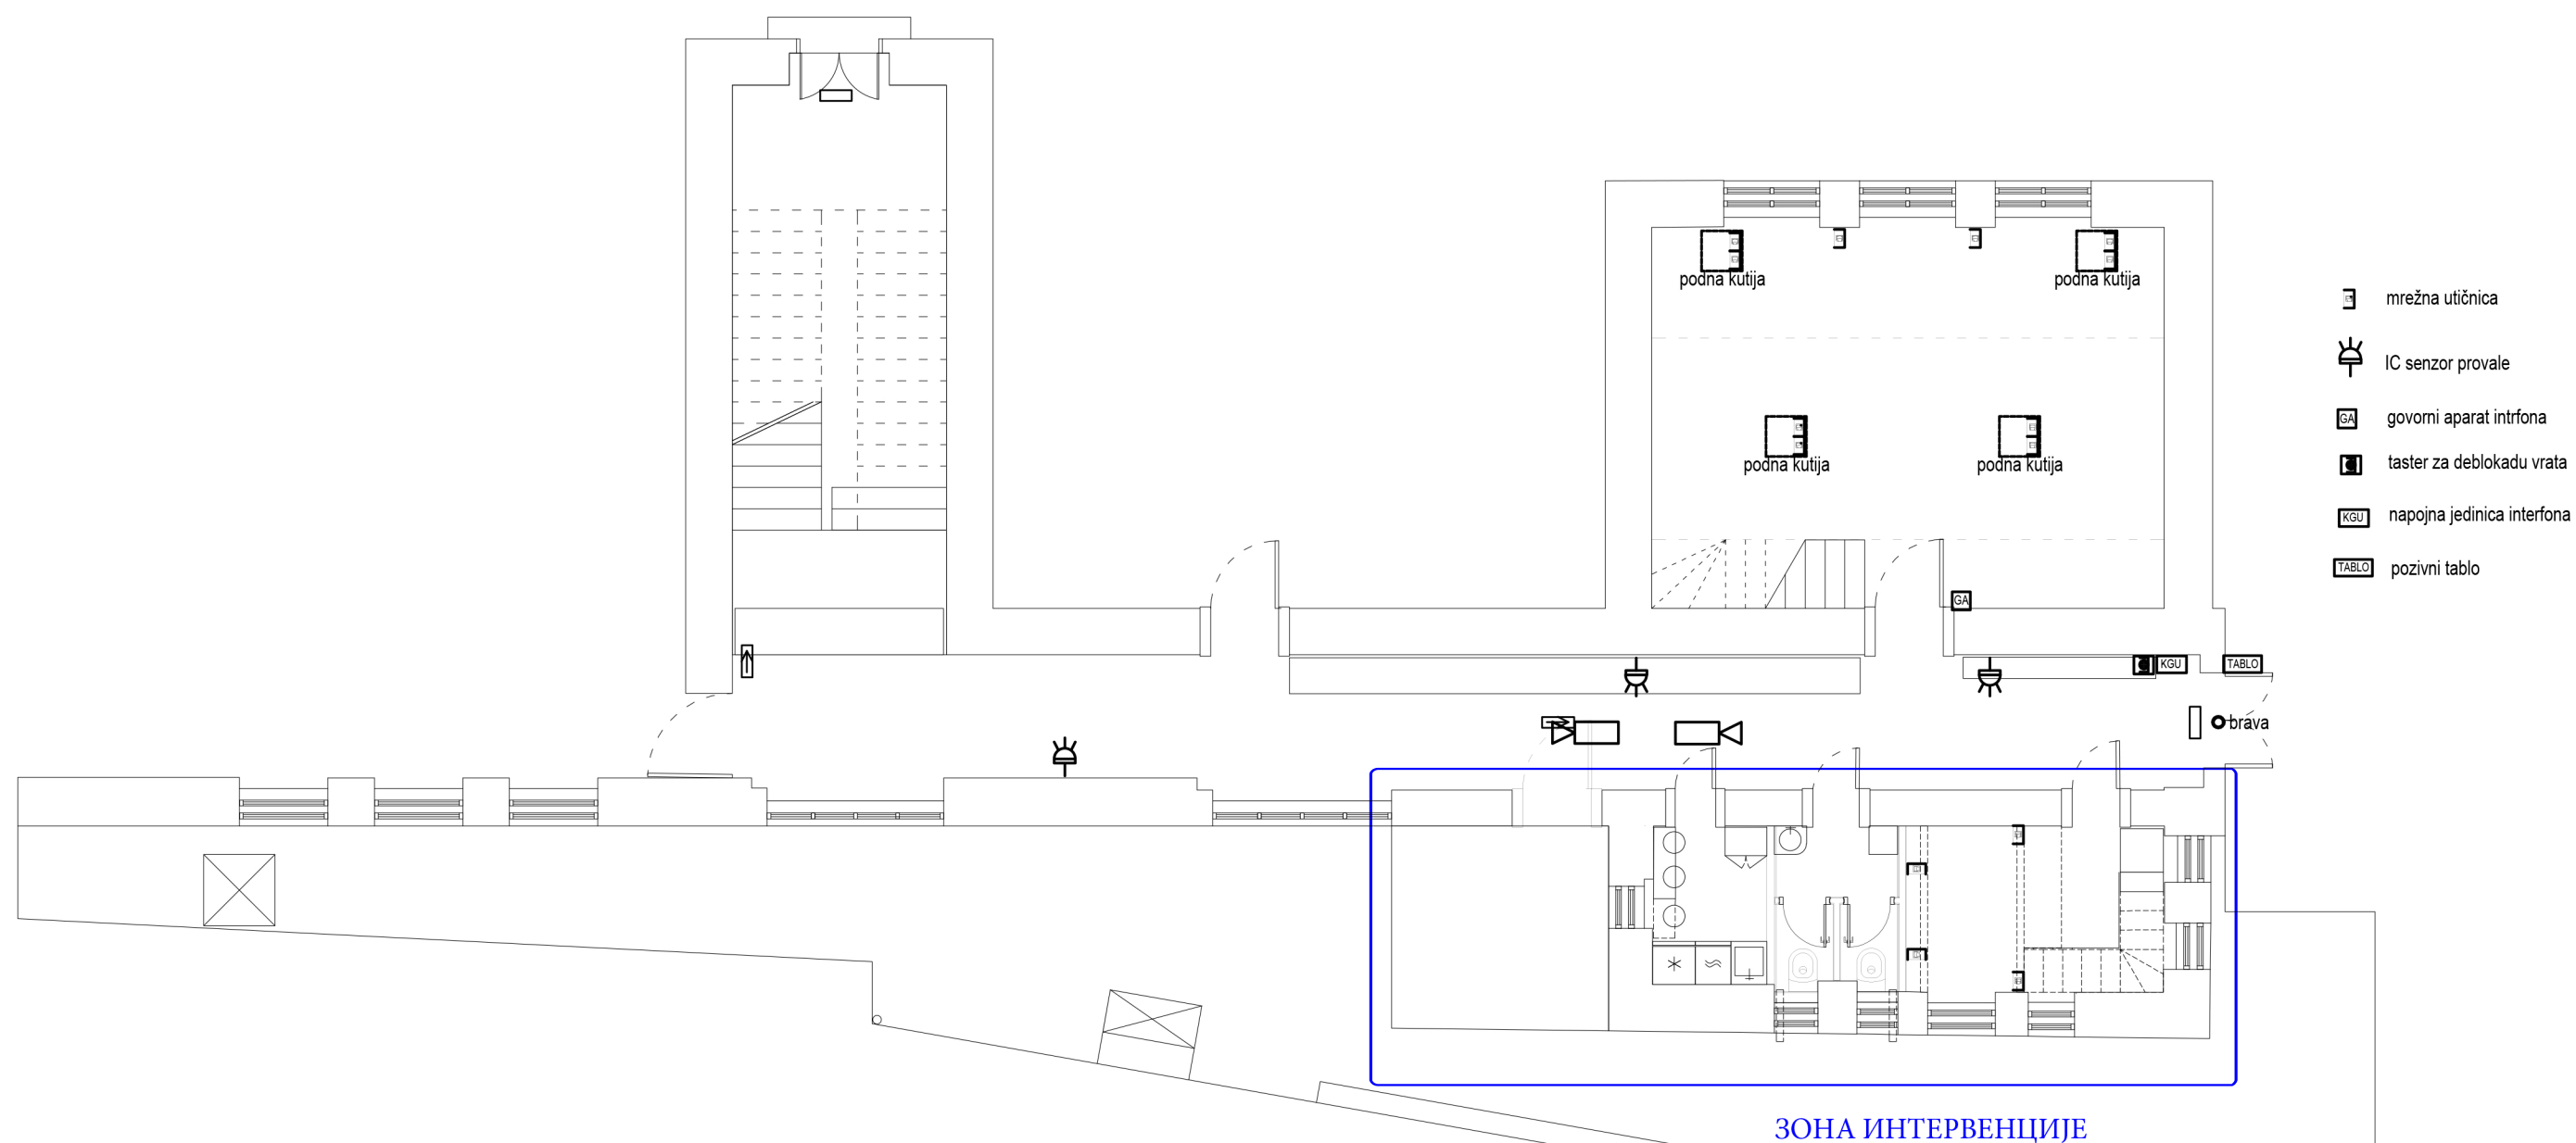 podna kutija
podna kutija
podna kutija
podna kutija
GA
KGU
TABLO
brava
mrežna utičnica
IC senzor provale
GA govorni aparat intrfona
taster za deblokadu vrata
KGU napojna jedinica interfona
TABLO pozivni tablo
ЗОНА ИНТЕРВЕНЦИЈЕ